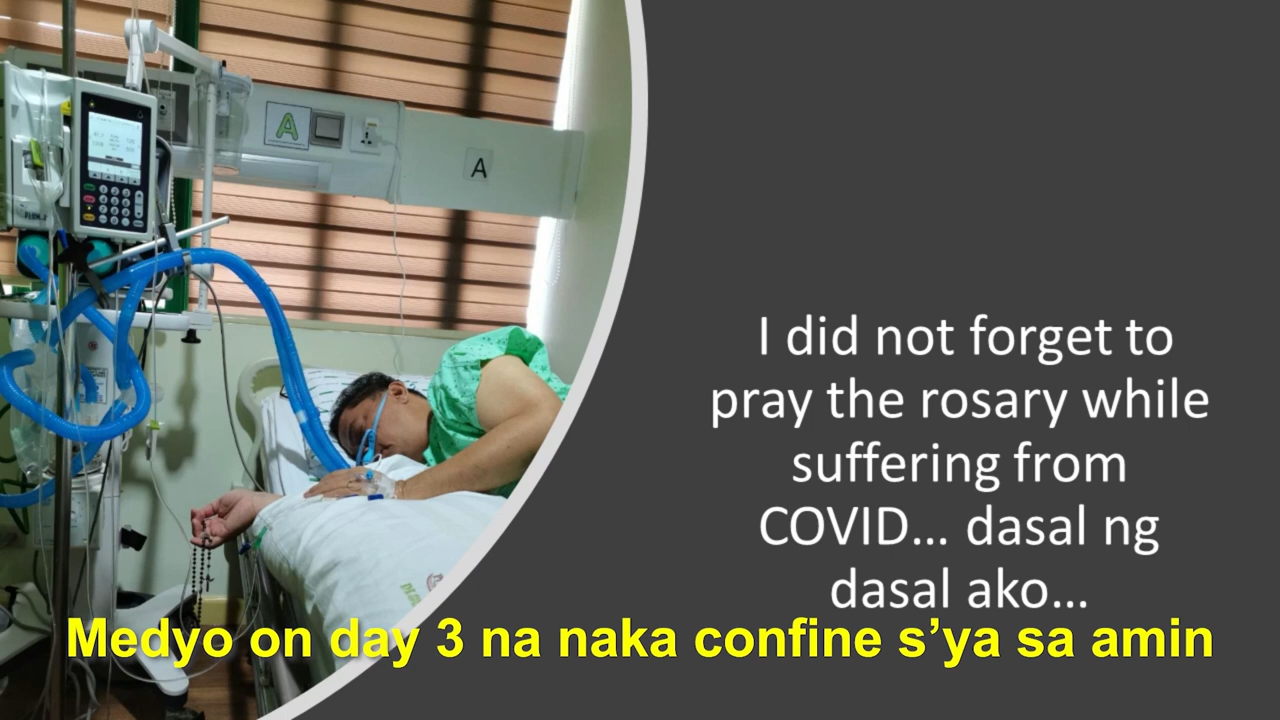 A
A
I did not forget to
pray the rosary while
suffering from
COVID... dasal ng
dasal ako...
Medyo on day 3 na naka confine s’ya sa amin